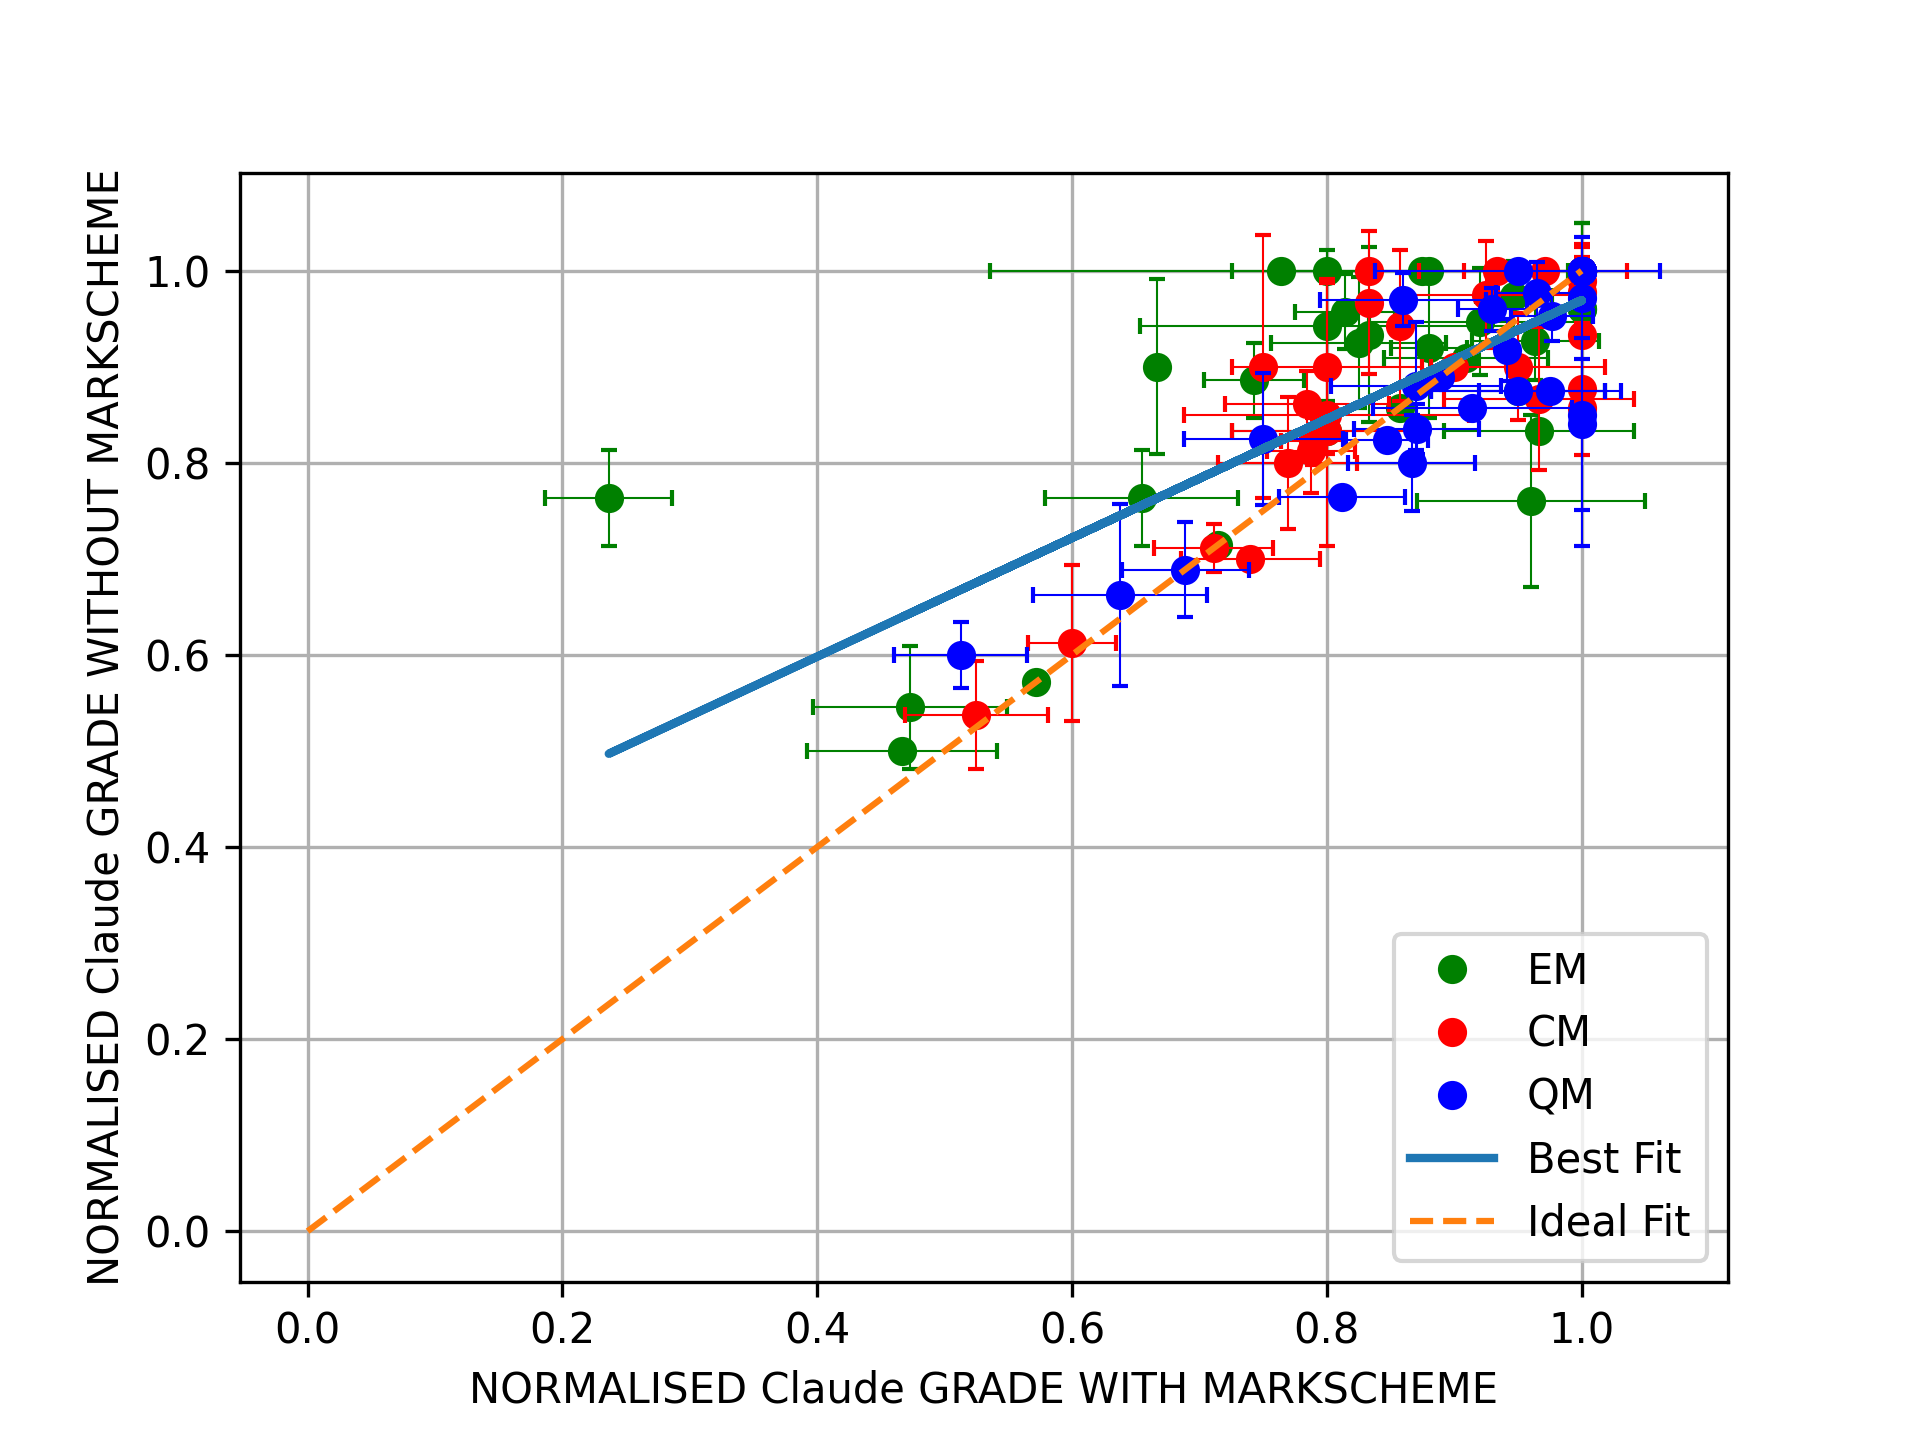 NORMALISED Claude GRADE WITHOUT MARKSCHEME
1.0
0.8
0.6
0.4
0.2
0.0
0.0 0.2 0.4 0.6 0.8 1.0
NORMALISED Claude GRADE WITH MARKSCHEME
EM
CM
QM
Best Fit
Ideal Fit